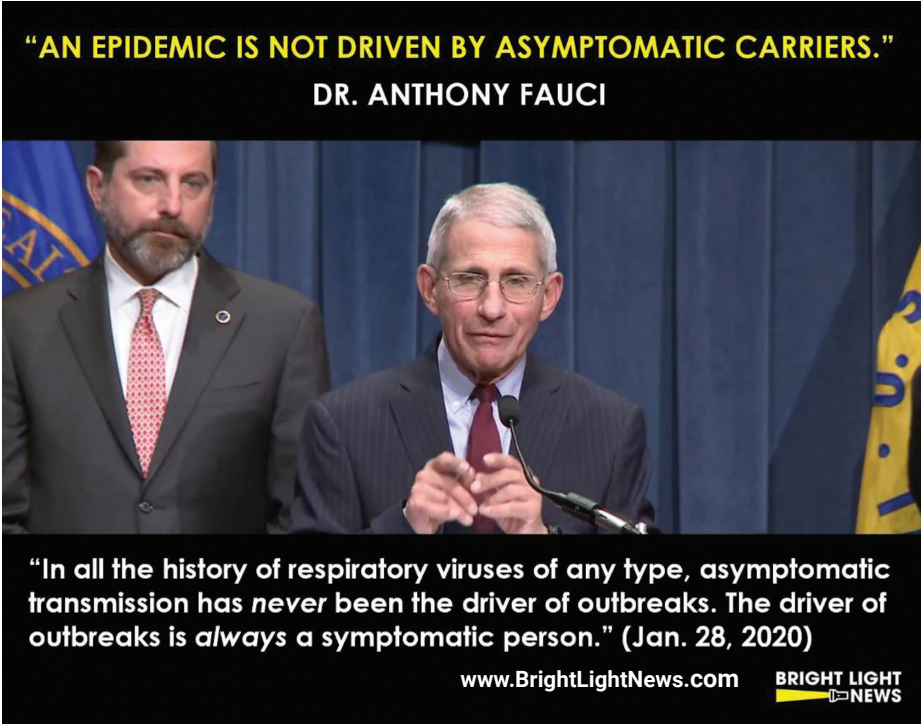 “AN EPIDEMIC IS NOT DRIVEN BY ASYMPTOMATIC CARRIERS.”
DR. ANTHONY FAUCI
“In all the history of respiratory viruses of any type, asymptomatic
transmission has never been the driver of outbreaks. The driver of
outbreaks is always a symptomatic person.” (Jan. 28, 2020)
www.BrightLightNews.com
BRIGHT LIGHT
NEWS